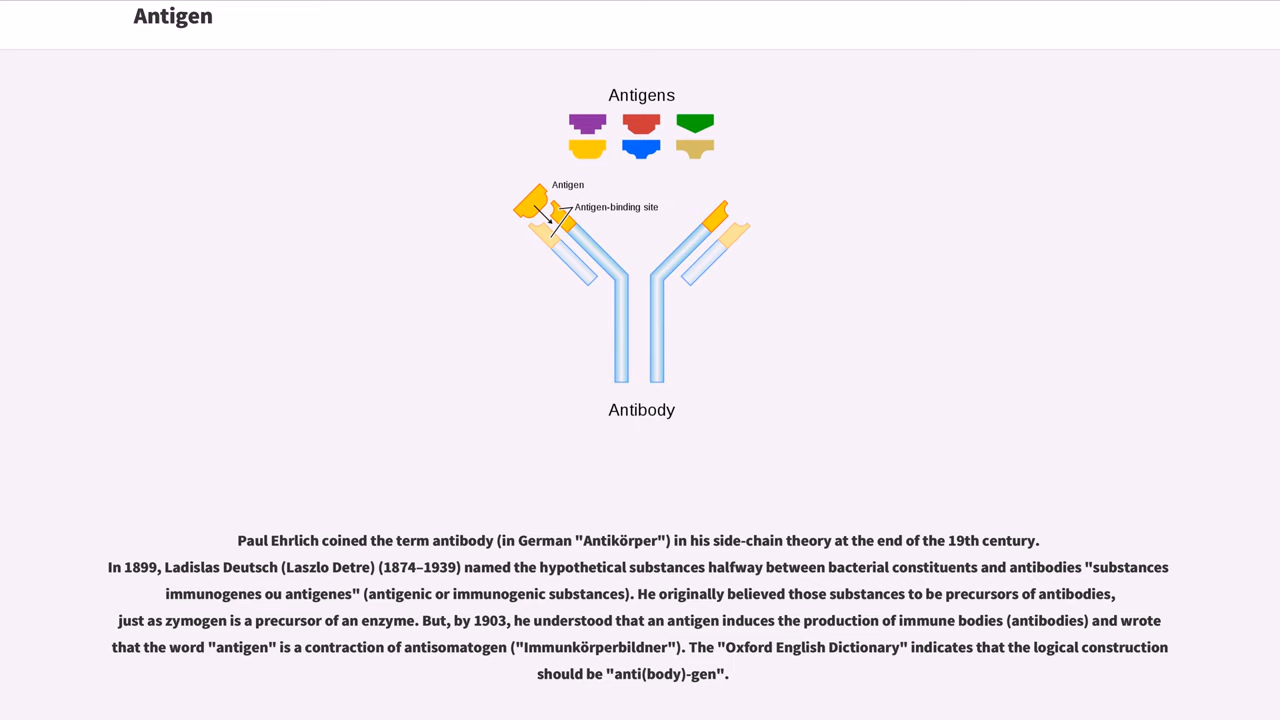 Antigen
Antigens
Antigen
Antigen-binding site
Antibody
Paul Ehrlich coined the term antibody (in German "Antikörper") in his side-chain theory at the end of the 19th century.
In 1899, Ladislas Deutsch (Laszlo Detre) (1874–1939) named the hypothetical substances halfway between bacterial constituents and antibodies "substances
immunogenes ou antigenes" (antigenic or immunogenic substances). He originally believed those substances to be precursors of antibodies,
just as zymogen is a precursor of an enzyme. But, by 1903, he understood that an antigen induces the production of immune bodies (antibodies) and wrote
that the word "antigen" is a contraction of antisomatogen ("Immunkörperbildner"). The "Oxford English Dictionary" indicates that the logical construction
should be "anti(body)-gen".